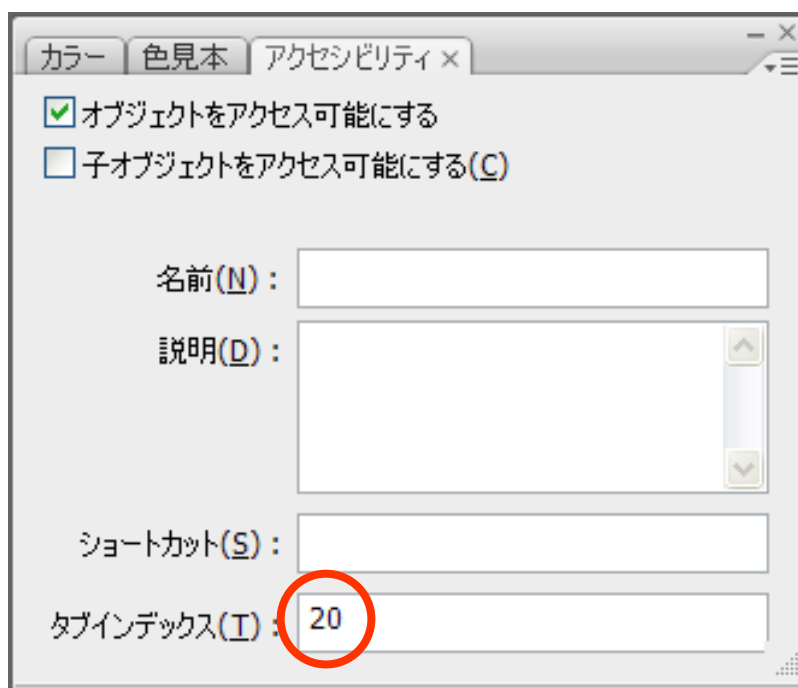 カラー 色見本 アクセシビリティ ×
オブジェクトをアクセス可能にする
子オブジェクトをアクセス可能にする(C)
名前(N)：
説明(D)：
ショートカット(S)：
タブインデックス(T)： 20